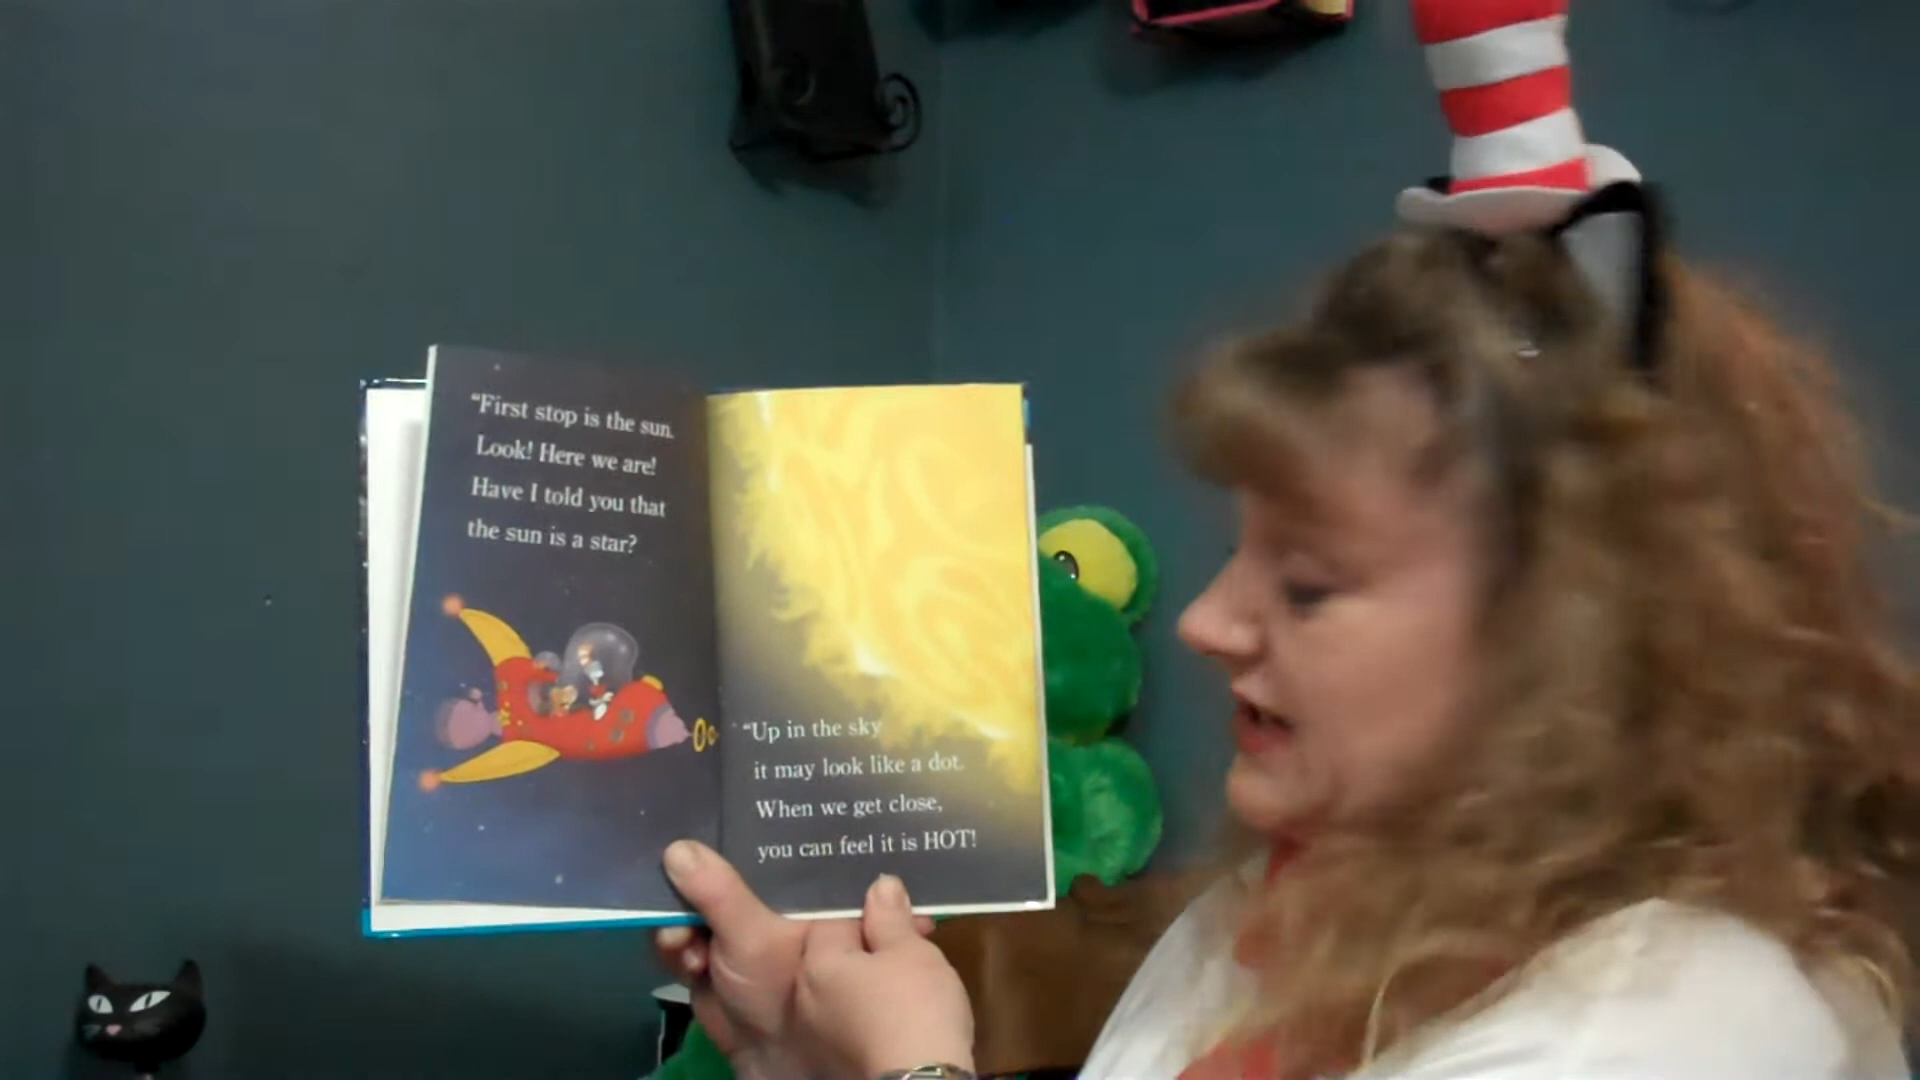 “First stop is the sun.
Look! Here we are!
Have I told you that
the sun is a star?
“Up in the sky
it may look like a dot.
When we get close,
you can feel it is HOT!